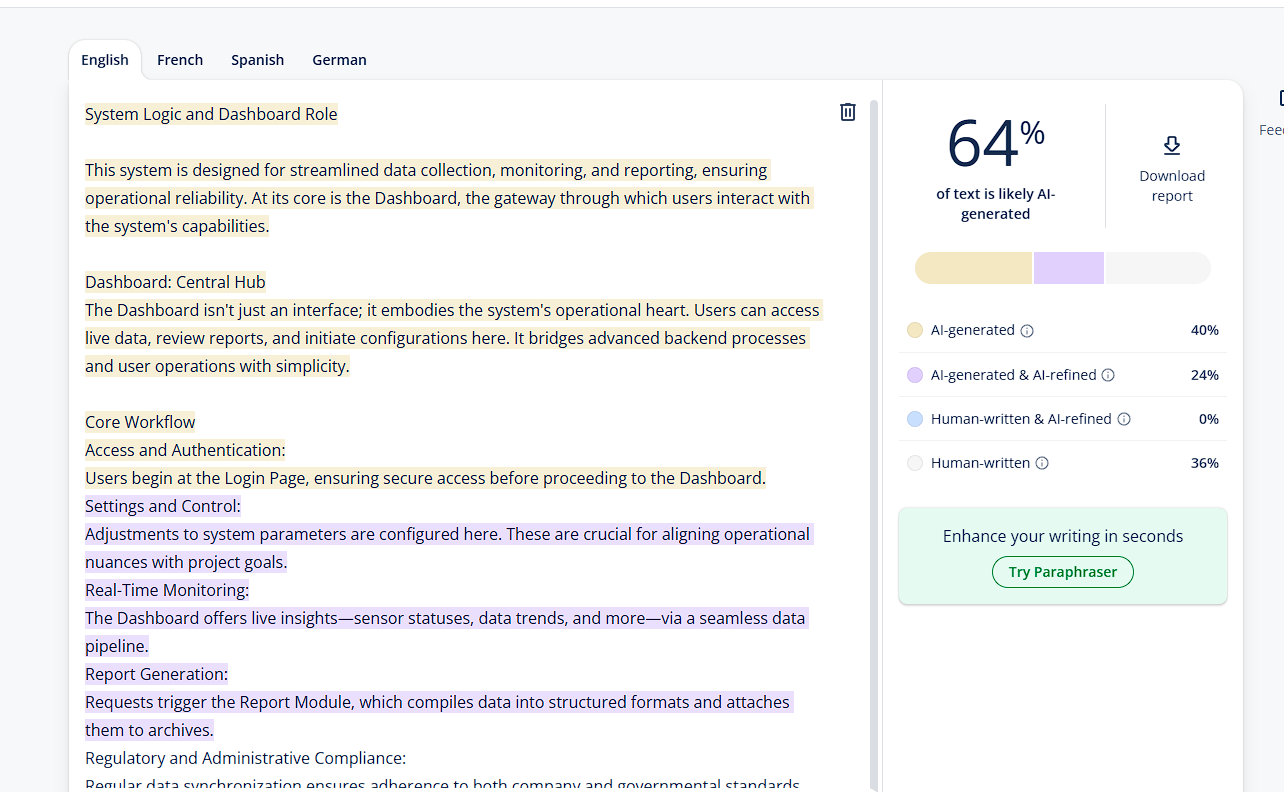 English French Spanish German
System Logic and Dashboard Role
This system is designed for streamlined data collection, monitoring, and reporting, ensuring
operational reliability. At its core is the Dashboard, the gateway through which users interact with
the system's capabilities.
Dashboard: Central Hub
The Dashboard isn't just an interface; it embodies the system's operational heart. Users can access
live data, review reports, and initiate configurations here. It bridges advanced backend processes
and user operations with simplicity.
Core Workflow
Access and Authentication:
Users begin at the Login Page, ensuring secure access before proceeding to the Dashboard.
Settings and Control:
Adjustments to system parameters are configured here. These are crucial for aligning operational
nuances with project goals.
Real-Time Monitoring:
The Dashboard offers live insights—sensor statuses, data trends, and more—via a seamless data
pipeline.
Report Generation:
Requests trigger the Report Module, which compiles data into structured formats and attaches
them to archives.
Regulatory and Administrative Compliance:
Regular data synchronization ensures adherence to both company and governmental standards
64%
of text is likely AI-
generated
Download
report
AI-generated 40%
AI-generated & AI-refined 24%
Human-written & AI-refined 0%
Human-written 36%
Enhance your writing in seconds
Try Paraphraser